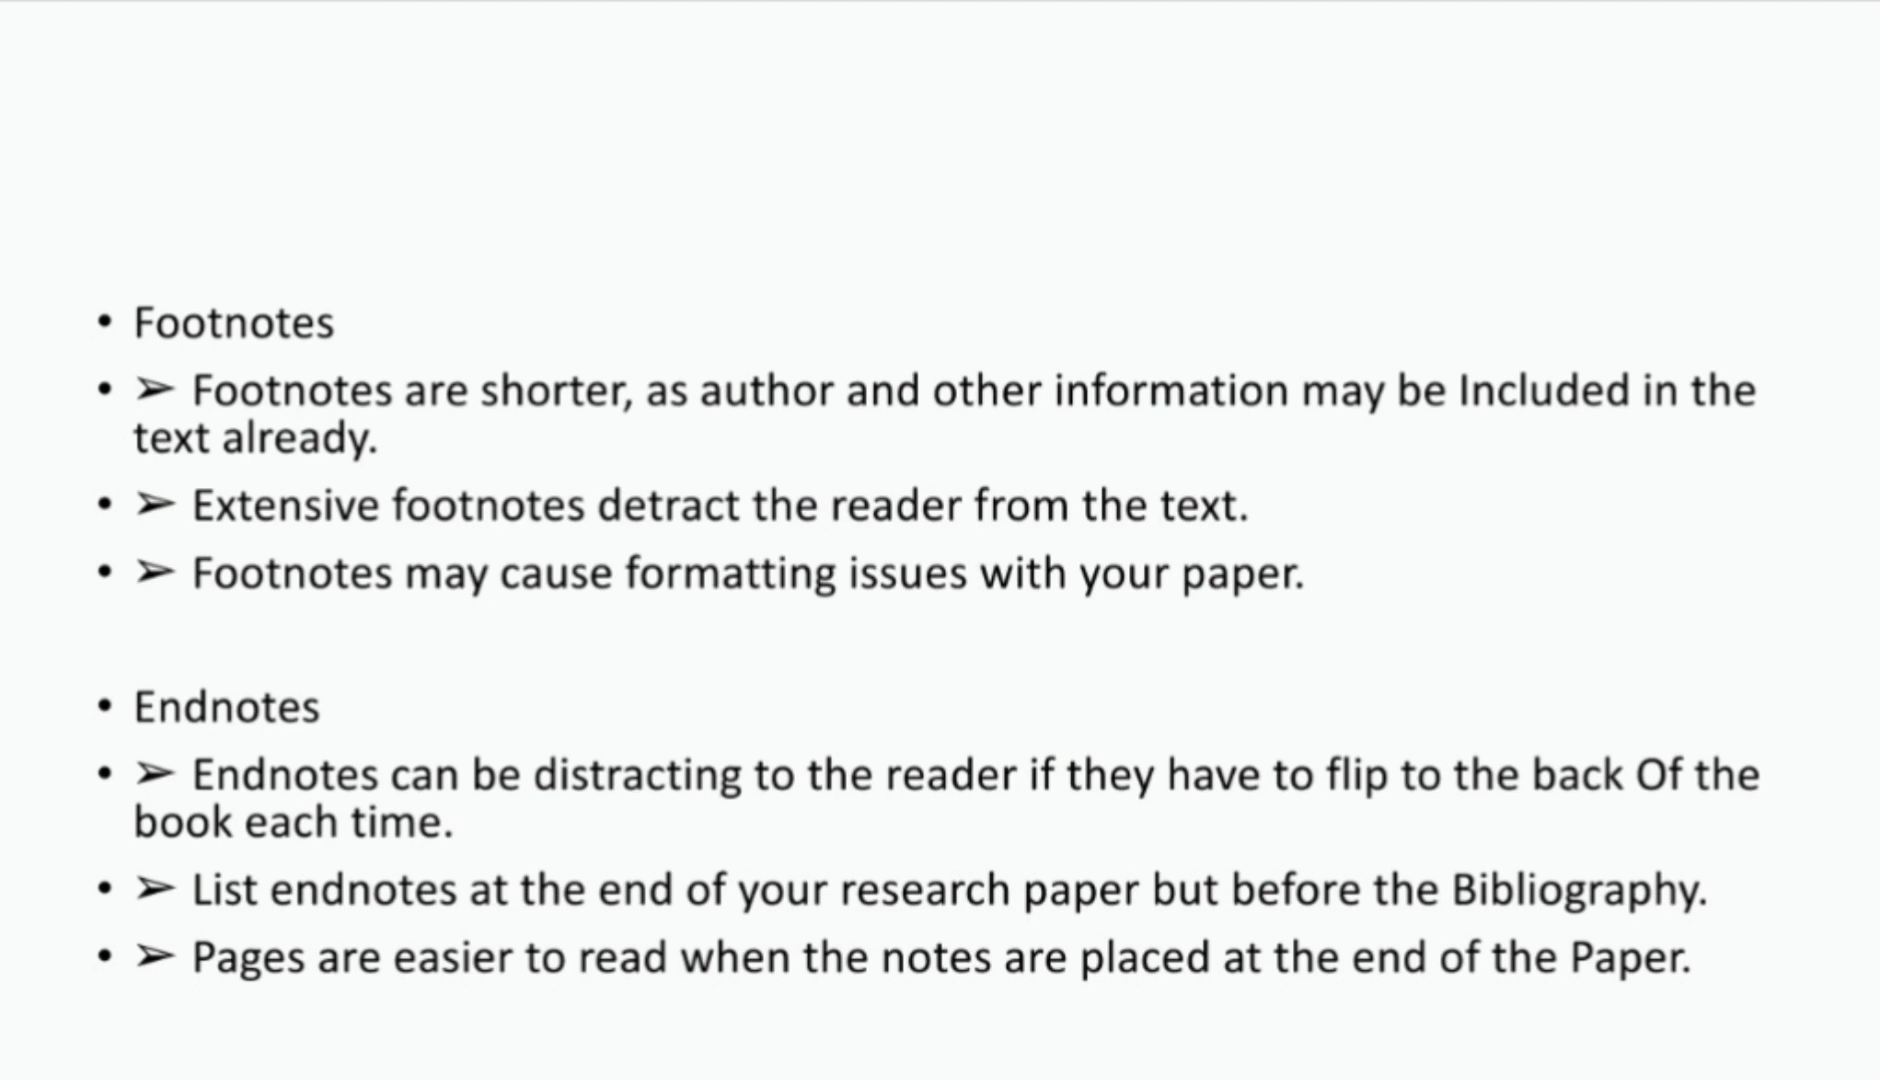 • Footnotes
• ➢ Footnotes are shorter, as author and other information may be Included in the
text already.
• ➢ Extensive footnotes detract the reader from the text.
• ➢ Footnotes may cause formatting issues with your paper.
• Endnotes
• ➢ Endnotes can be distracting to the reader if they have to flip to the back Of the
book each time.
• ➢ List endnotes at the end of your research paper but before the Bibliography.
• ➢ Pages are easier to read when the notes are placed at the end of the Paper.